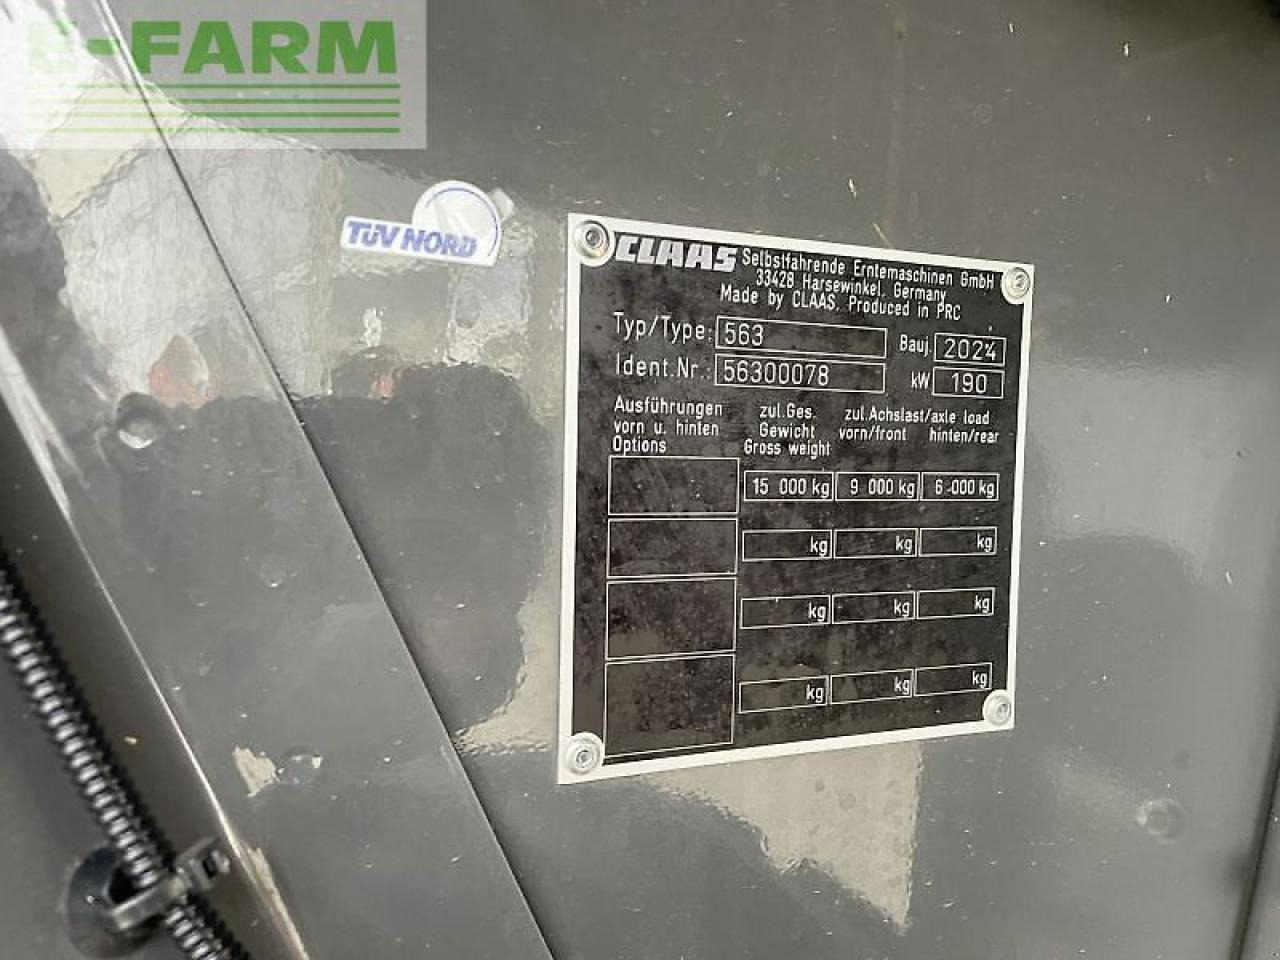 E-FARM
TÜV NORD
CLAAS Selbstfahrende Erntemaschinen GmbH
33428 Harsewinkel, Germany
Made by CLAAS, Produced in PRC
Typ/Type: 563 Bauj. 2024
Ident.Nr.: 56300078 kW 190
Ausführungen zul.Ges. zul.Achslast/axle load
vorn u. hinten Gewicht vorn/front hinten/rear
Options Gross weight
15 000 kg 9 000 kg 6 000 kg
kg kg kg
kg kg kg
kg kg kg